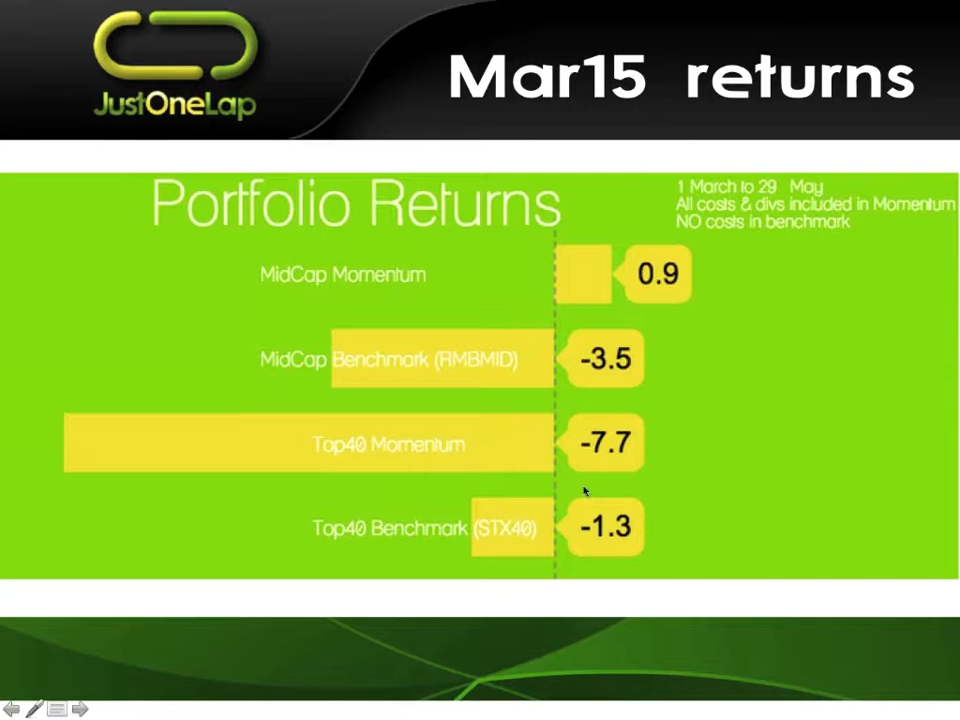 JustOneLap
Mar15 returns
Portfolio Returns
1 March to 29 May
All costs & divs included in Momentum
NO costs in benchmark
MidCap Momentum
0.9
MidCap Benchmark (RMBMID)
-3.5
Top40 Momentum
-7.7
Top40 Benchmark (STX40)
-1.3